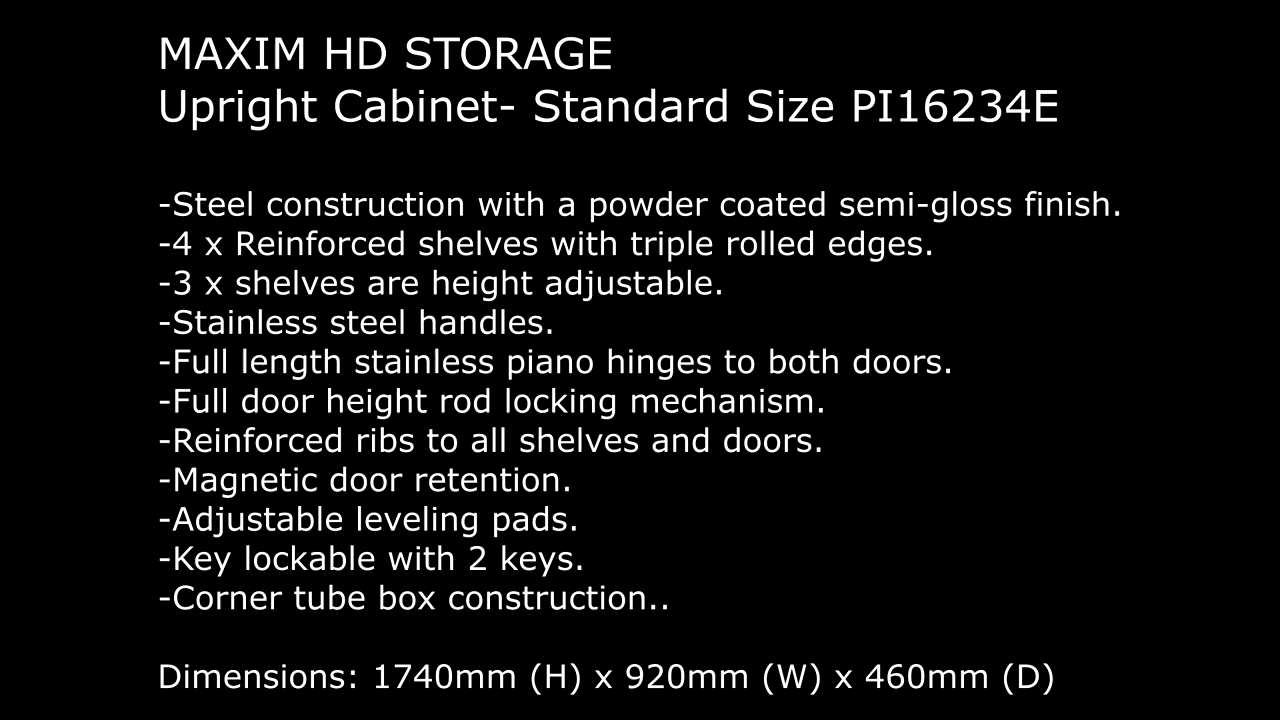 MAXIM HD STORAGE
Upright Cabinet- Standard Size PI16234E
-Steel construction with a powder coated semi-gloss finish.
-4 x Reinforced shelves with triple rolled edges.
-3 x shelves are height adjustable.
-Stainless steel handles.
-Full length stainless piano hinges to both doors.
-Full door height rod locking mechanism.
-Reinforced ribs to all shelves and doors.
-Magnetic door retention.
-Adjustable leveling pads.
-Key lockable with 2 keys.
-Corner tube box construction..
Dimensions: 1740mm (H) x 920mm (W) x 460mm (D)